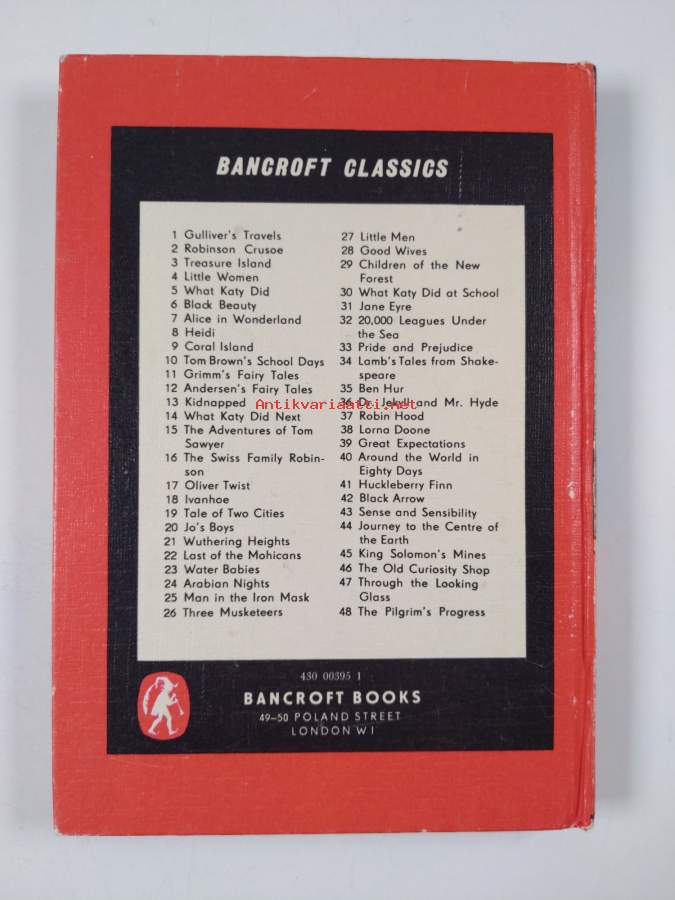 BANCROFT CLASSICS
1 Gulliver's Travels
2 Robinson Crusoe
3 Treasure Island
4 Little Women
5 What Katy Did
6 Black Beauty
7 Alice in Wonderland
8 Heidi
9 Coral Island
10 Tom Brown's School Days
11 Grimm's Fairy Tales
12 Andersen's Fairy Tales
13 Kidnapped
14 What Katy Did Next
15 The Adventures of Tom
Sawyer
16 The Swiss Family Robin-
son
17 Oliver Twist
18 Ivanhoe
19 Tale of Two Cities
20 Jo's Boys
21 Wuthering Heights
22 Last of the Mohicans
23 Water Babies
24 Arabian Nights
25 Man in the Iron Mask
26 Three Musketeers
27 Little Men
28 Good Wives
29 Children of the New
Forest
30 What Katy Did at School
31 Jane Eyre
32 20,000 Leagues Under
the Sea
33 Pride and Prejudice
34 Lamb's Tales from Shake-
speare
35 Ben Hur
36 Dr. Jekyll and Mr. Hyde
37 Robin Hood
38 Lorna Doone
39 Great Expectations
40 Around the World in
Eighty Days
41 Huckleberry Finn
42 Black Arrow
43 Sense and Sensibility
44 Journey to the Centre of
the Earth
45 King Solomon's Mines
46 The Old Curiosity Shop
47 Through the Looking
Glass
48 The Pilgrim's Progress
Antikvariaatti.net
430 00395 1
BANCROFT BOOKS
49–50 POLAND STREET
LONDON W1